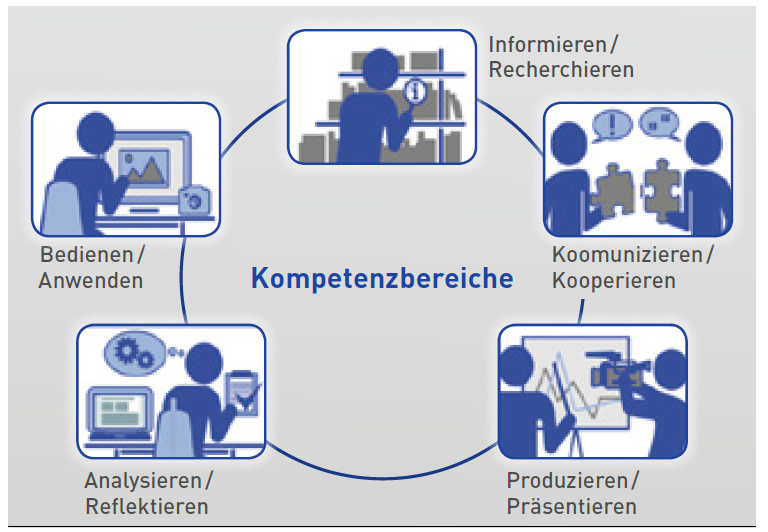 Informieren/
Recherchieren
Bedienen/
Anwenden
Koomunizieren/
Kooperieren
Kompetenzbereiche
Analysieren/
Reflektieren
Produzieren/
Präsentieren